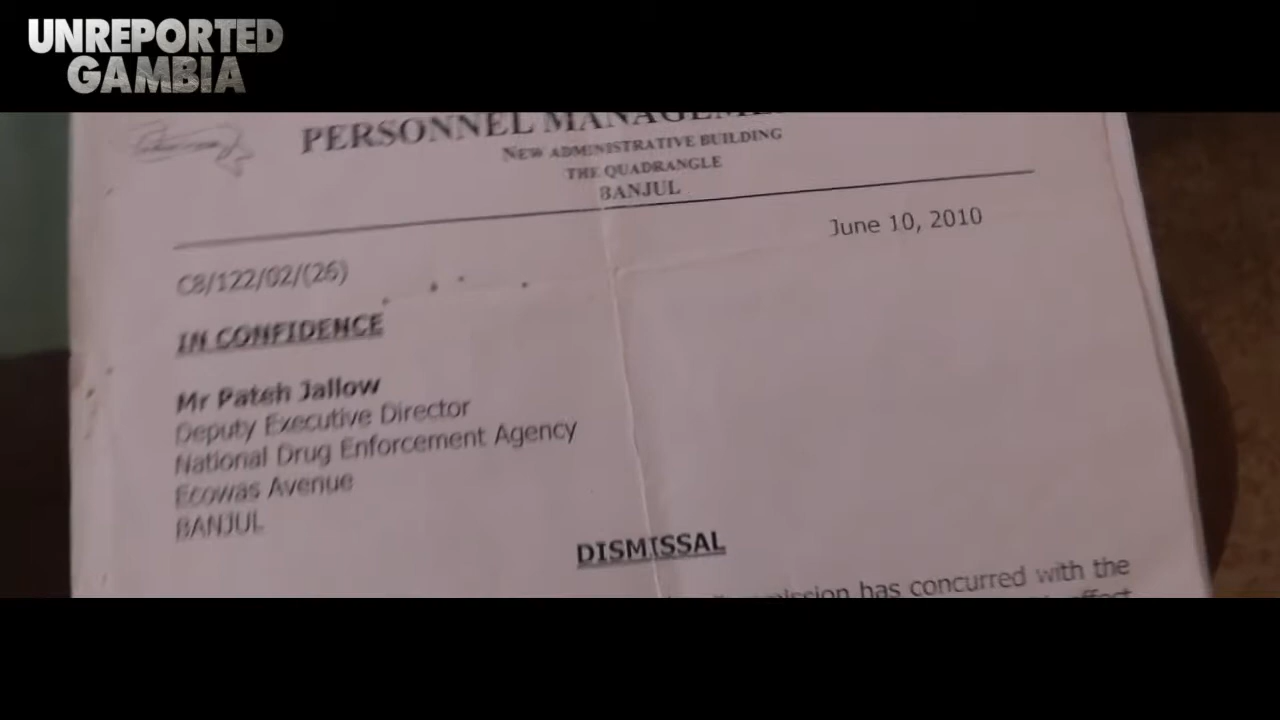 UNREPORTED
GAMBIA
PERSONNEL
NEW ADMINISTRATIVE BUILDING
THE QUADRANGLE
BANJUL
June 10, 2010
C8/122/02/(26)
IN CONFIDENCE
Mr Pateh Jallow
Deputy Executive Director
National Drug Enforcement Agency
Ecowas Avenue
BANJUL
DISMISSAL
has concurred with the